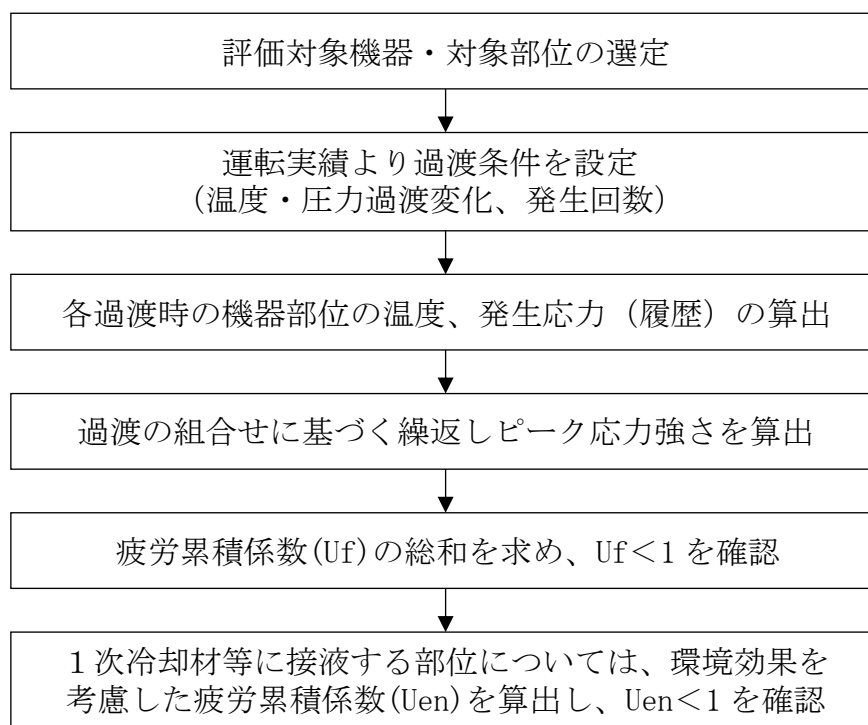 評価対象機器・対象部位の選定
運転実績より過渡条件を設定
(温度・圧力過渡変化、発生回数)
各過渡時の機器部位の温度、発生応力（履歴）の算出
過渡の組合せに基づく繰返しピーク応力強さを算出
疲労累積係数(Uf)の総和を求め、Uf＜1を確認
１次冷却材等に接液する部位については、環境効果を
考慮した疲労累積係数(Uen)を算出し、Uen＜1を確認